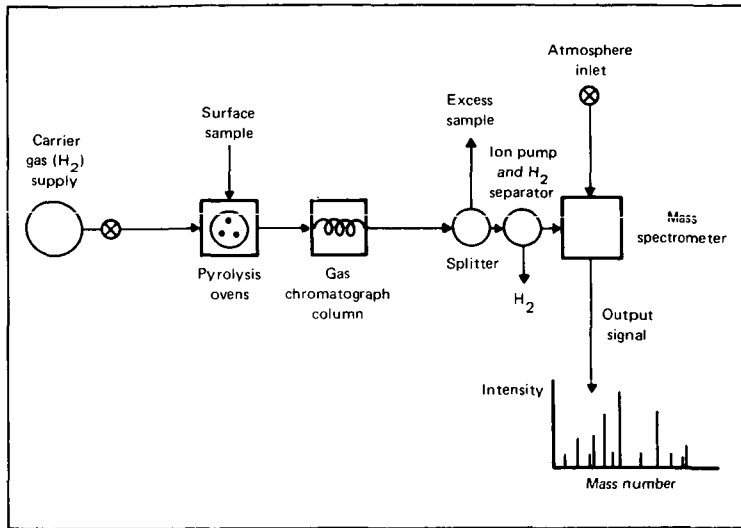 Atmosphere
inlet
Excess
sample
Surface
sample
Carrier
gas (H₂)
supply
Ion pump
and H₂
separator
Mass
spectrometer
Pyrolysis
ovens
Gas
chromatograph
column
Splitter
H₂
Output
signal
Intensity
Mass number